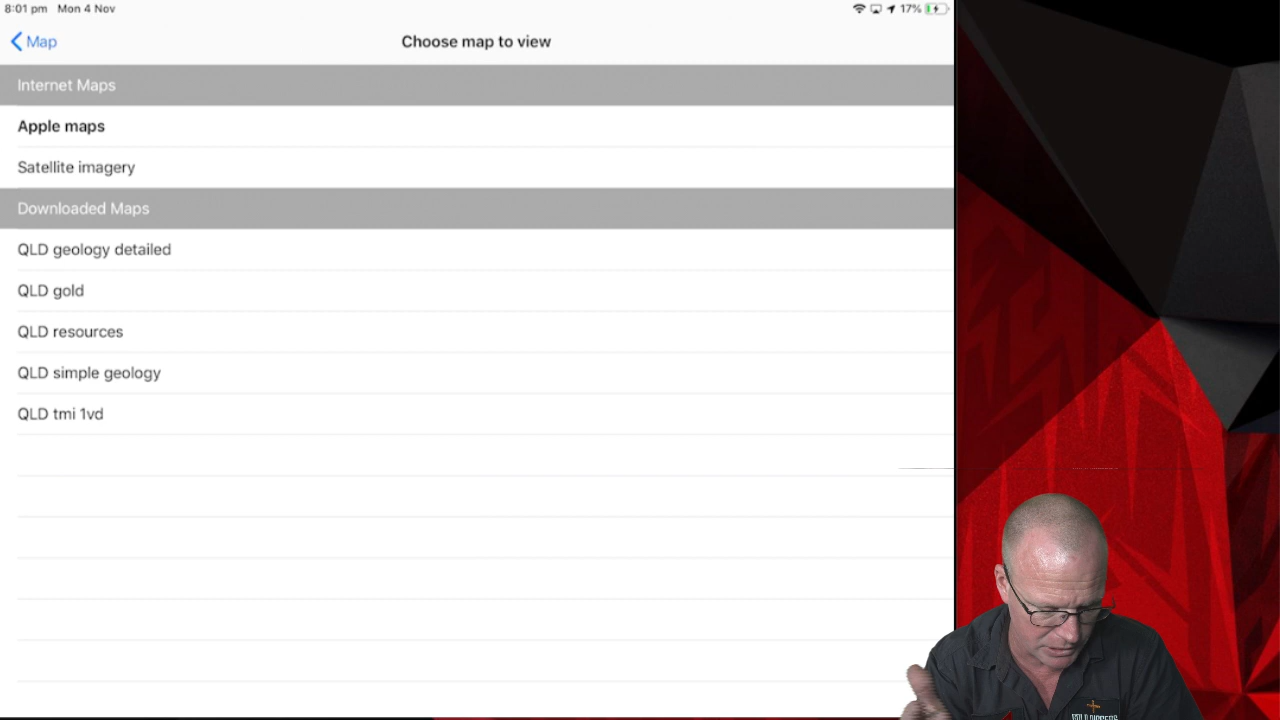 8:01 pm Mon 4 Nov 17%
Map Choose map to view
Internet Maps
Apple maps
Satellite imagery
Downloaded Maps
QLD geology detailed
QLD gold
QLD resources
QLD simple geology
QLD tmi 1vd